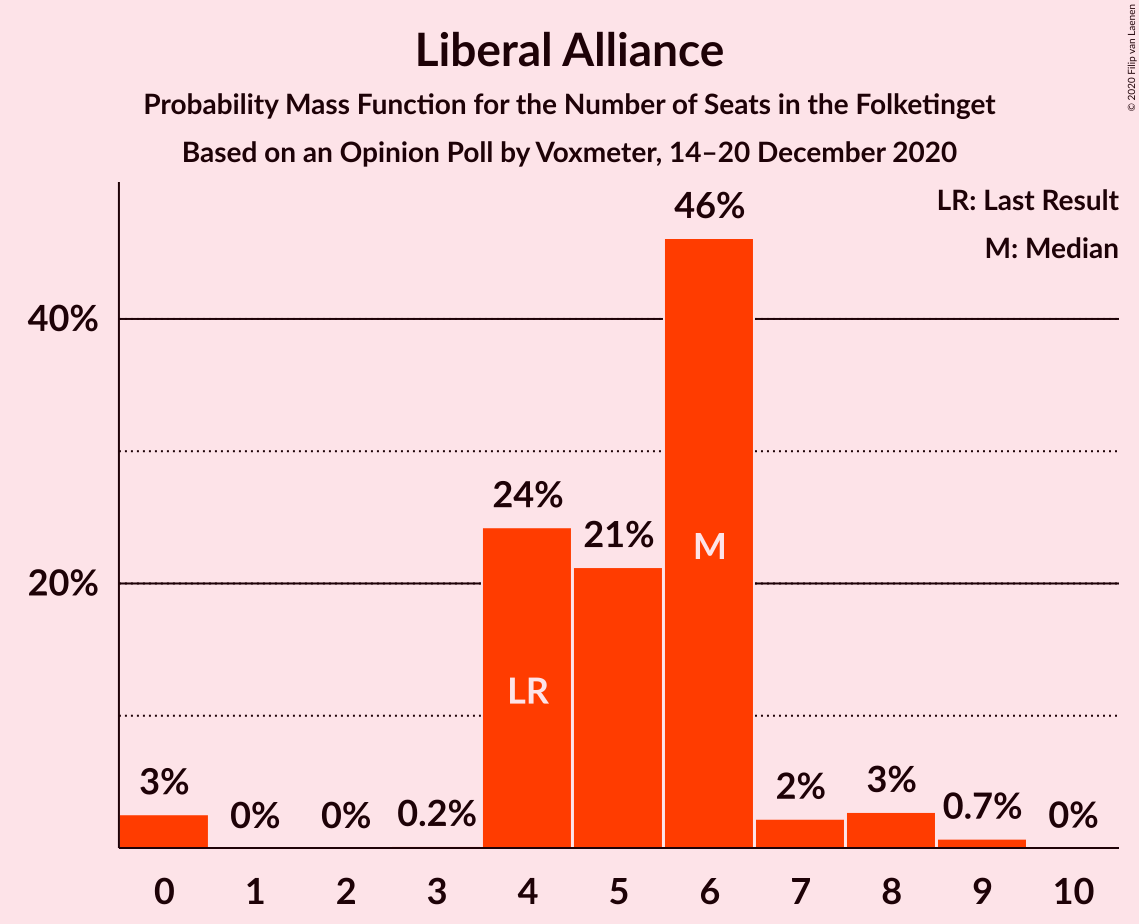 Liberal Alliance
Probability Mass Function for the Number of Seats in the Folketinget
Based on an Opinion Poll by Voxmeter, 14–20 December 2020
© 2020 Filip van Laenen
LR: Last Result
M: Median
46%
40%
24%
21%
M
20%
LR
3%
0%
0%
0.2%
2%
3%
0.7%
0%
0 1 2 3 4 5 6 7 8 9 10